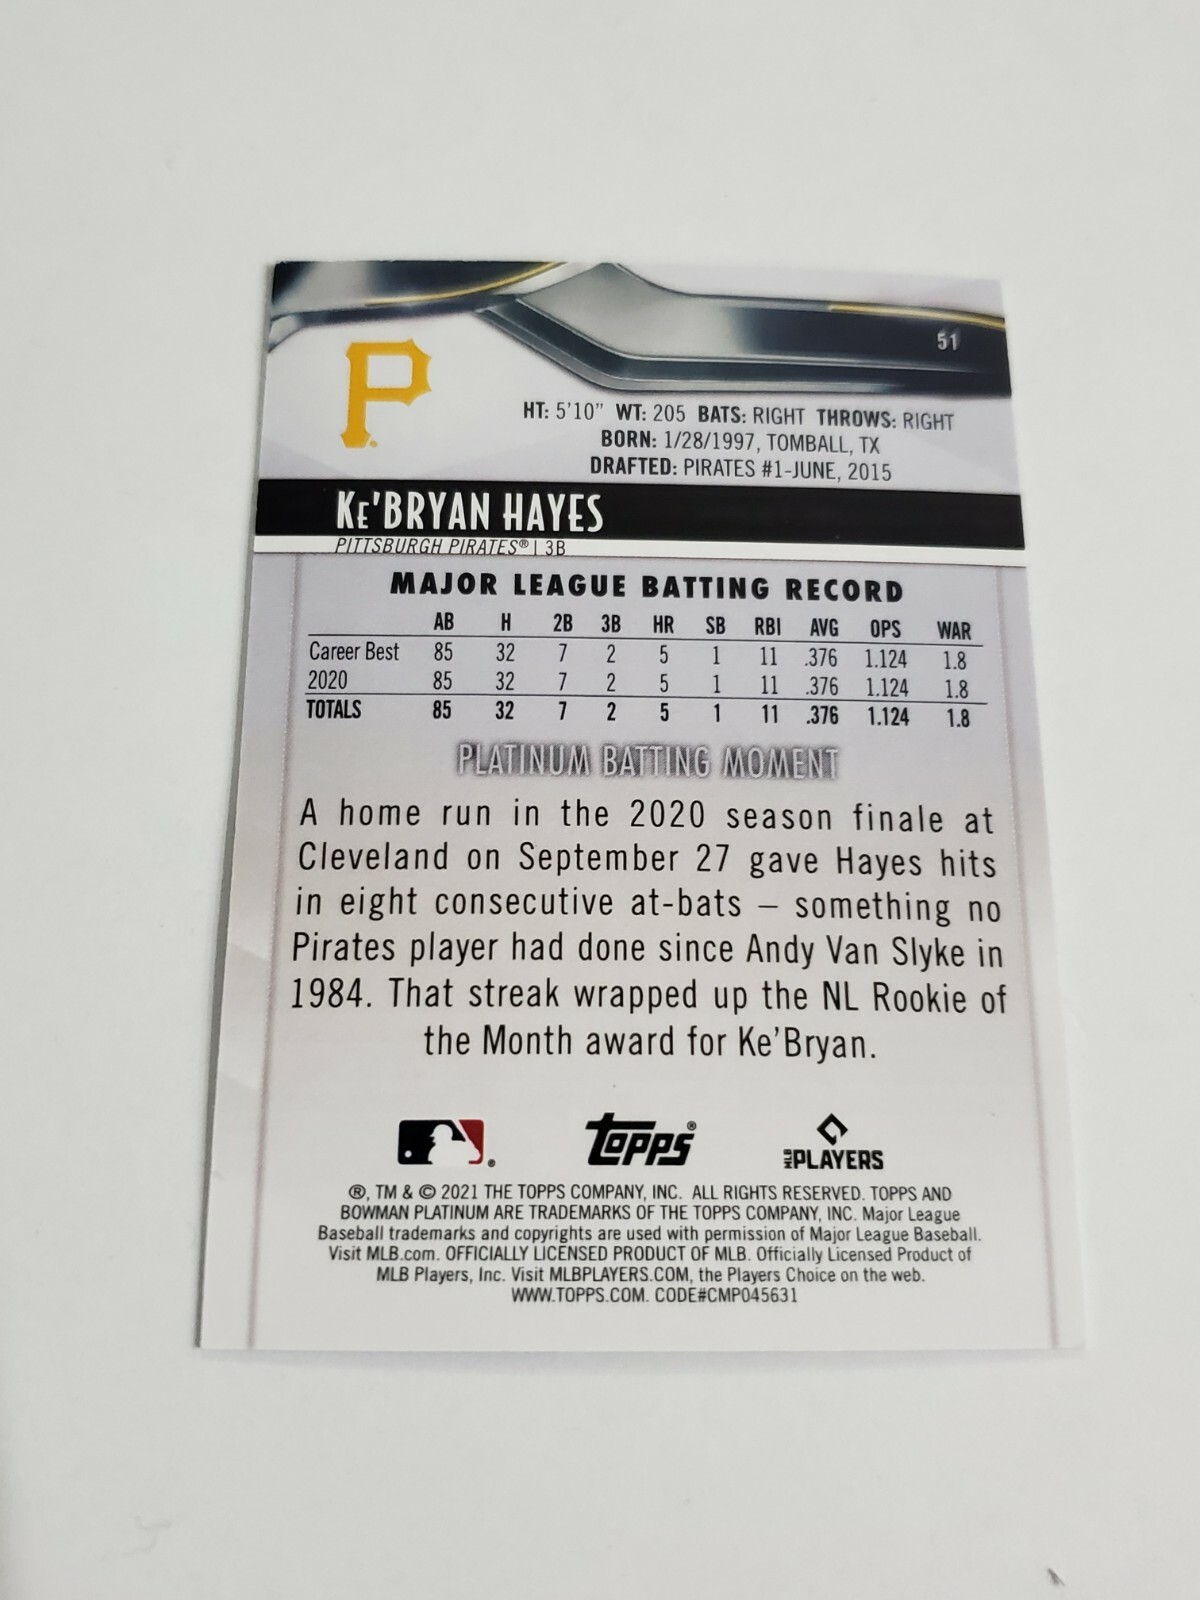 51
P
HT: 5'10" WT: 205 BATS: RIGHT THROWS: RIGHT
BORN: 1/28/1997, TOMBALL, TX
DRAFTED: PIRATES #1-JUNE, 2015
Ke'BRYAN HAYES
PITTSBURGH PIRATES® | 3B
MAJOR LEAGUE BATTING RECORD
AB H 2B 3B HR SB RBI AVG OPS WAR
Career Best 85 32 7 2 5 1 11 .376 1.124 1.8
2020 85 32 7 2 5 1 11 .376 1.124 1.8
TOTALS 85 32 7 2 5 1 11 .376 1.124 1.8
PLATINUM BATTING MOMENT
A home run in the 2020 season finale at
Cleveland on September 27 gave Hayes hits
in eight consecutive at-bats – something no
Pirates player had done since Andy Van Slyke in
1984. That streak wrapped up the NL Rookie of
the Month award for Ke'Bryan.
topps® MLB PLAYERS
®, TM & © 2021 THE TOPPS COMPANY, INC. ALL RIGHTS RESERVED. TOPPS AND
BOWMAN PLATINUM ARE TRADEMARKS OF THE TOPPS COMPANY, INC. Major League
Baseball trademarks and copyrights are used with permission of Major League Baseball.
Visit MLB.com. OFFICIALLY LICENSED PRODUCT OF MLB. Officially Licensed Product of
MLB Players, Inc. Visit MLBPLAYERS.COM, the Players Choice on the web.
WWW.TOPPS.COM. CODE#CMP045631